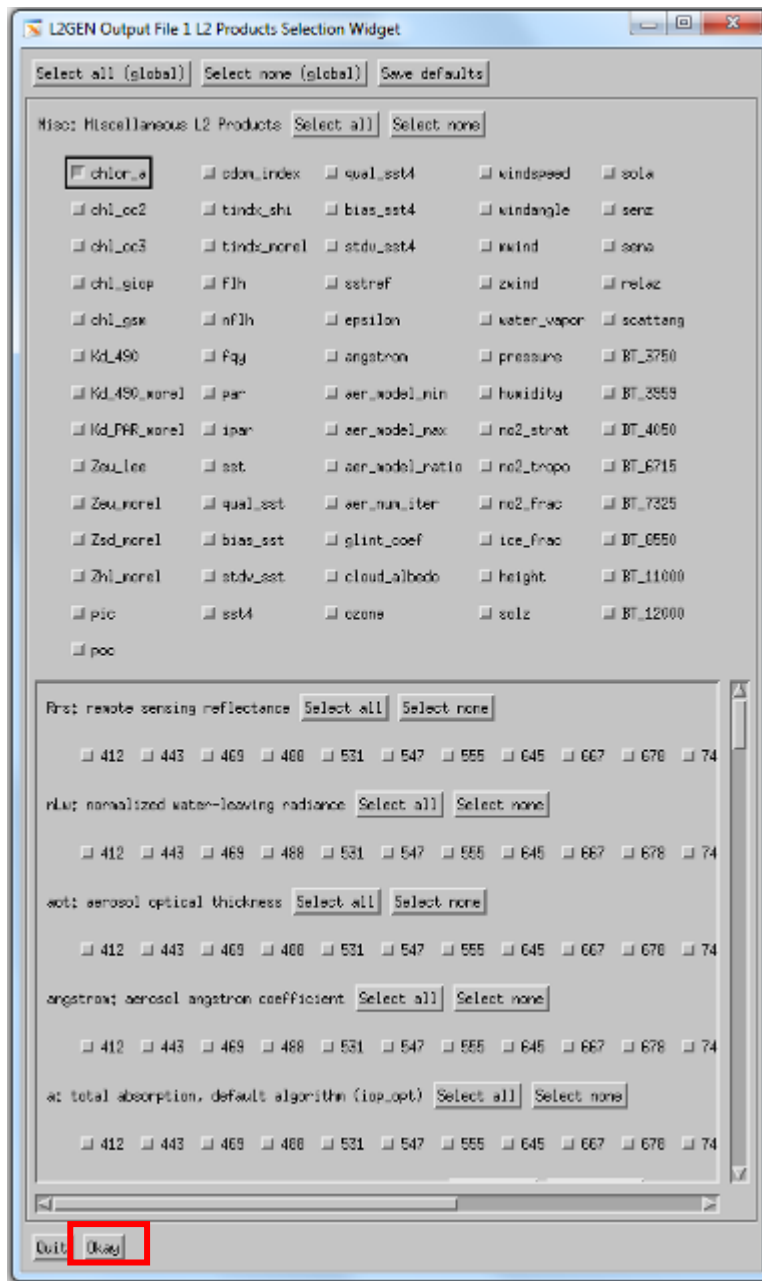 L2GEN Output File 1 L2 Products Selection Widget
Select all (global) Select none (global) Save defaults
Misc: Miscellaneous L2 Products Select all Select none
chlor_a cdom_index qual_sst4 windspeed sola
chl_oc2 tindx_shi bias_sst4 windangle senz
chl_oc3 tindx_morel stdv_sst4 mwind sena
chl_giop flh sstref zwind relaz
chl_gsm nflh epsilon water_vapor scattang
Kd_490 fqy angstrom pressure BT_3750
Kd_490_morel par aer_model_min humidity BT_3959
Kd_PAR_morel ipar aer_model_max no2_strat BT_4050
Zeu_lee sst aer_model_ratio no2_tropo BT_6715
Zeu_morel qual_sst aer_num_iter no2_frac BT_7325
Zsd_morel bias_sst glint_coef ice_frac BT_8550
Zhl_morel stdv_sst cloud_albedo height BT_11000
pic sst4 ozone solz BT_12000
poc
Rrs: remote sensing reflectance Select all Select none
412 443 469 488 531 547 555 645 667 678 74
nLw: normalized water-leaving radiance Select all Select none
412 443 469 488 531 547 555 645 667 678 74
aot: aerosol optical thickness Select all Select none
412 443 469 488 531 547 555 645 667 678 74
angstrom: aerosol angstrom coefficient Select all Select none
412 443 469 488 531 547 555 645 667 678 74
a: total absorption, default algorithm (iop_opt) Select all Select none
412 443 469 488 531 547 555 645 667 678 74
Quit Okay